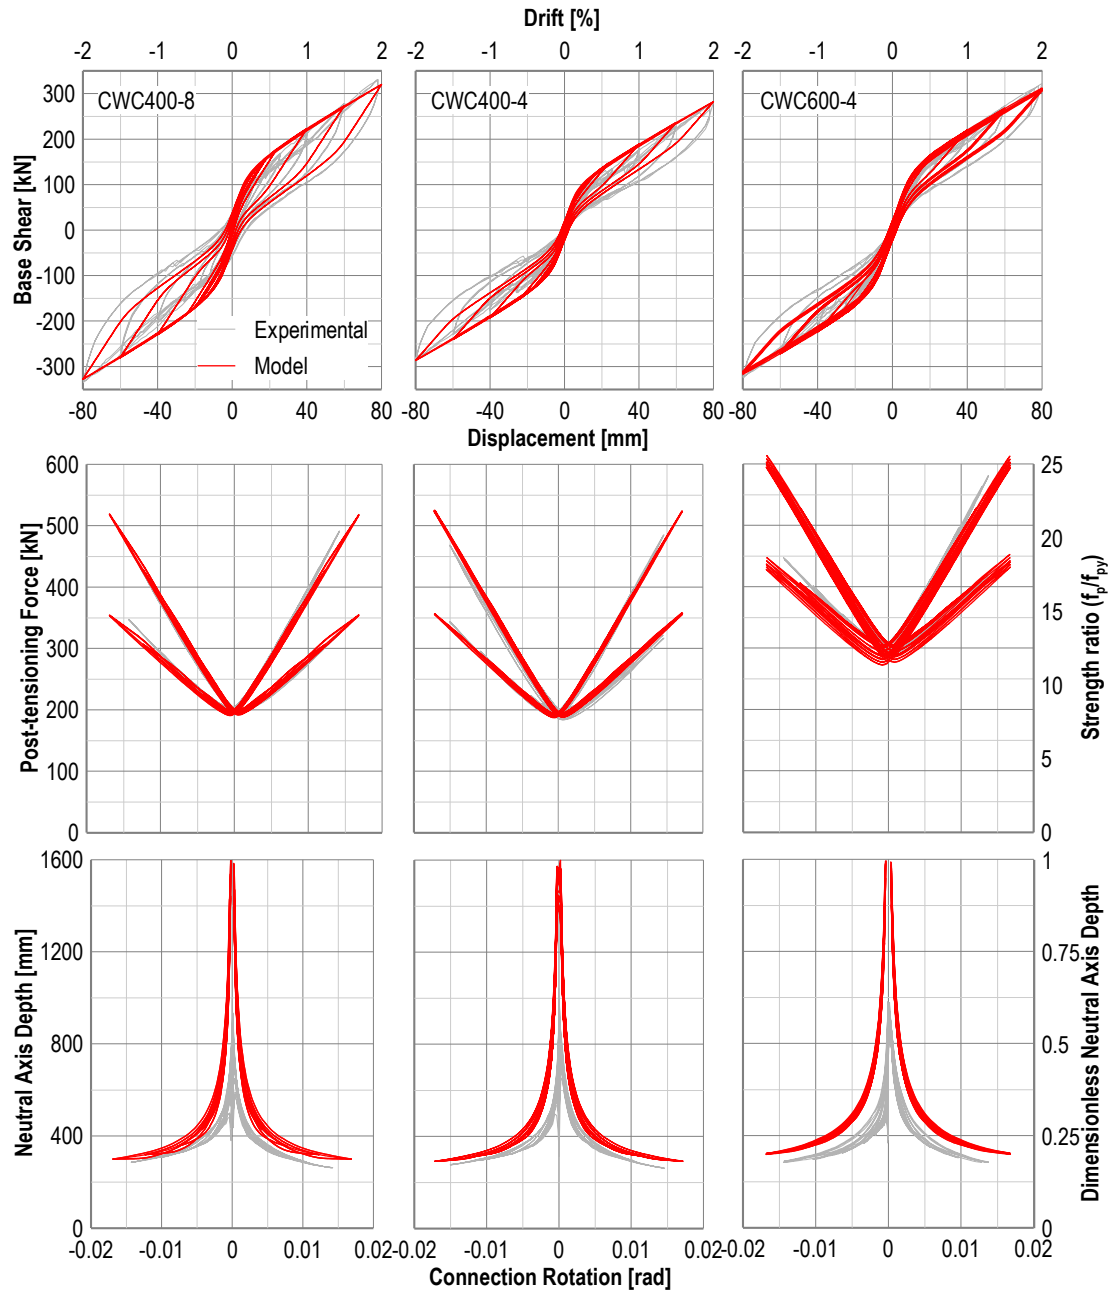 Drift [%]
-2 -1 0 1 2 -2 -1 0 1 2 -2 -1 0 1 2
CWC400-8 CWC400-4 CWC600-4
Base Shear [kN]
300
200
100
0
-100
-200
-300
Experimental
Model
-80 -40 0 40 80 -80 -40 0 40 80 -80 -40 0 40 80
Displacement [mm]
Post-tensioning Force [kN]
600
500
400
300
200
100
0
25
20
15
10
5
0
Strength ratio (fp/fpy)
Neutral Axis Depth [mm]
1600
1200
800
400
0
1
0.75
0.5
0.25
0
Dimensionless Neutral Axis Depth
-0.02 -0.01 0 0.01 0.02 -0.02 -0.01 0 0.01 0.02 -0.02 -0.01 0 0.01 0.02
Connection Rotation [rad]